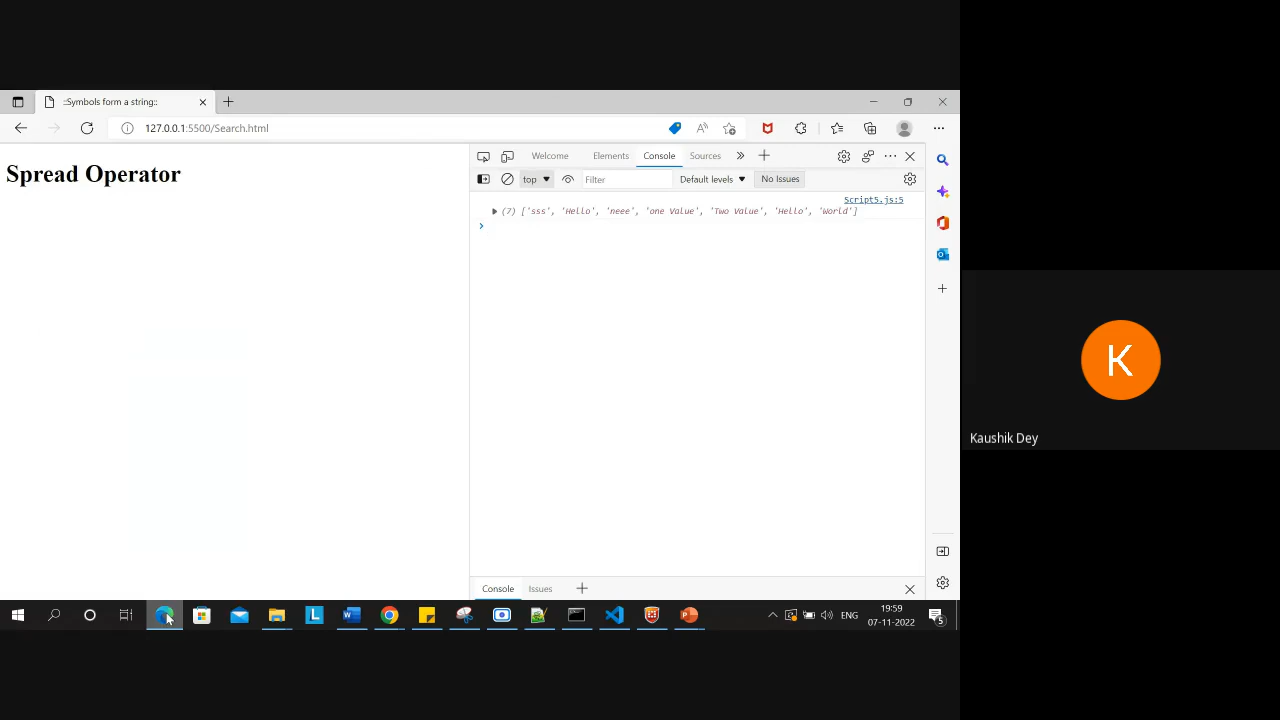 ::Symbols form a string::
127.0.0.1:5500/Search.html
Spread Operator
Welcome
Elements
Console
Sources
top
Filter
Default levels
No Issues
Script5.js:5
(7) ['sss', 'Hello', 'neee', 'one Value', 'Two Value', 'Hello', 'World']
Console
Issues
K
Kaushik Dey
ENG
19:59
07-11-2022
5